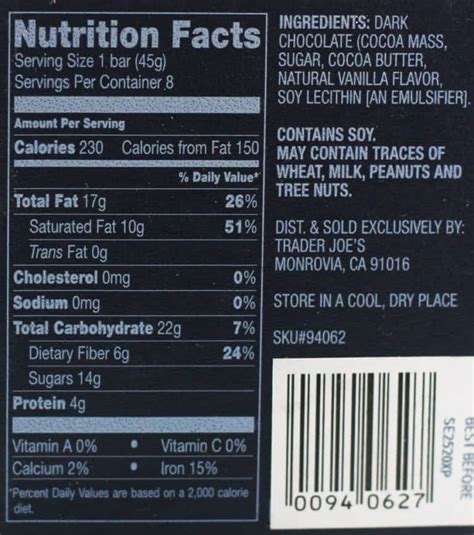 Nutrition Facts
Serving Size 1 bar (45g)
Servings Per Container 8
Amount Per Serving
Calories 230 Calories from Fat 150
% Daily Value*
Total Fat 17g 26%
Saturated Fat 10g 51%
Trans Fat 0g
Cholesterol 0mg 0%
Sodium 0mg 0%
Total Carbohydrate 22g 7%
Dietary Fiber 6g 24%
Sugars 14g
Protein 4g
Vitamin A 0% • Vitamin C 0%
Calcium 2% • Iron 15%
*Percent Daily Values are based on a 2,000 calorie
diet.
INGREDIENTS: DARK
CHOCOLATE (COCOA MASS,
SUGAR, COCOA BUTTER,
NATURAL VANILLA FLAVOR,
SOY LECITHIN [AN EMULSIFIER].
CONTAINS SOY.
MAY CONTAIN TRACES OF
WHEAT, MILK, PEANUTS AND
TREE NUTS.
DIST. & SOLD EXCLUSIVELY BY:
TRADER JOE'S
MONROVIA, CA 91016
STORE IN A COOL, DRY PLACE
SKU#94062
0094 0627
BEST BEFORE
SE2520XP